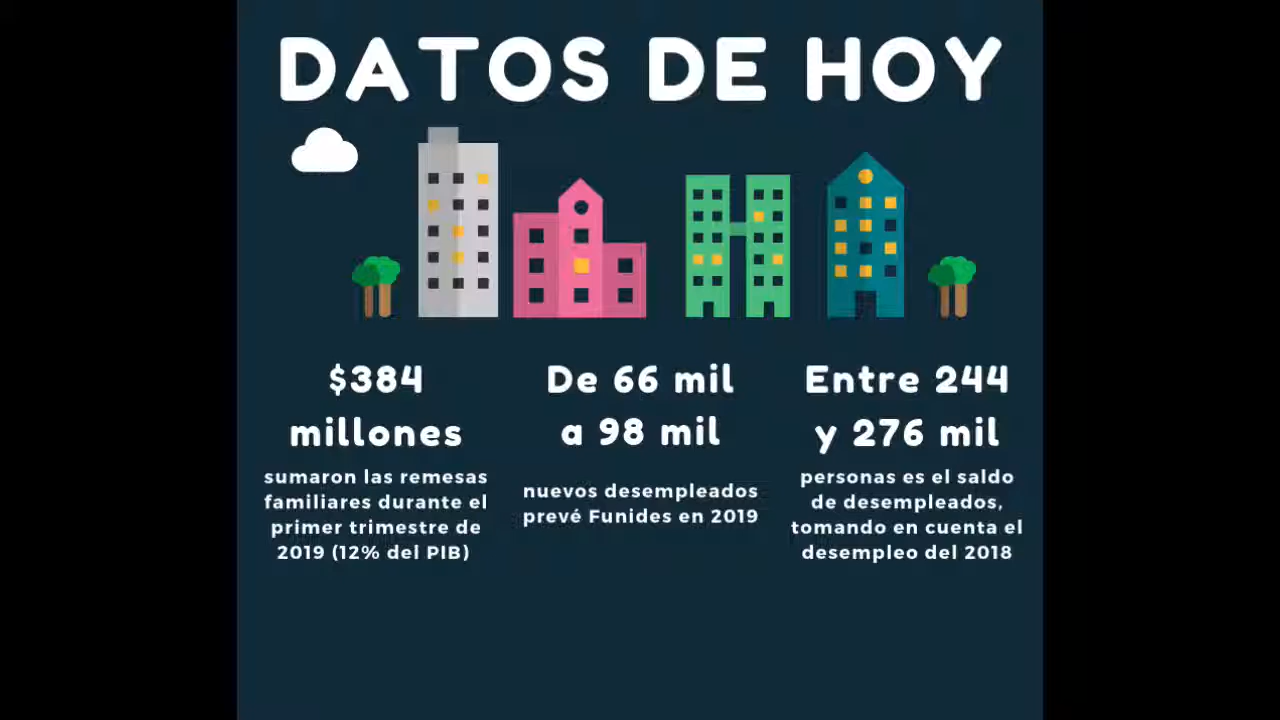 DATOS DE HOY
$384
millones
sumaron las remesas
familiares durante el
primer trimestre de
2019 (12% del PIB)
De 66 mil
a 98 mil
nuevos desempleados
prevé Funides en 2019
Entre 244
y 276 mil
personas es el saldo
de desempleados,
tomando en cuenta el
desempleo del 2018